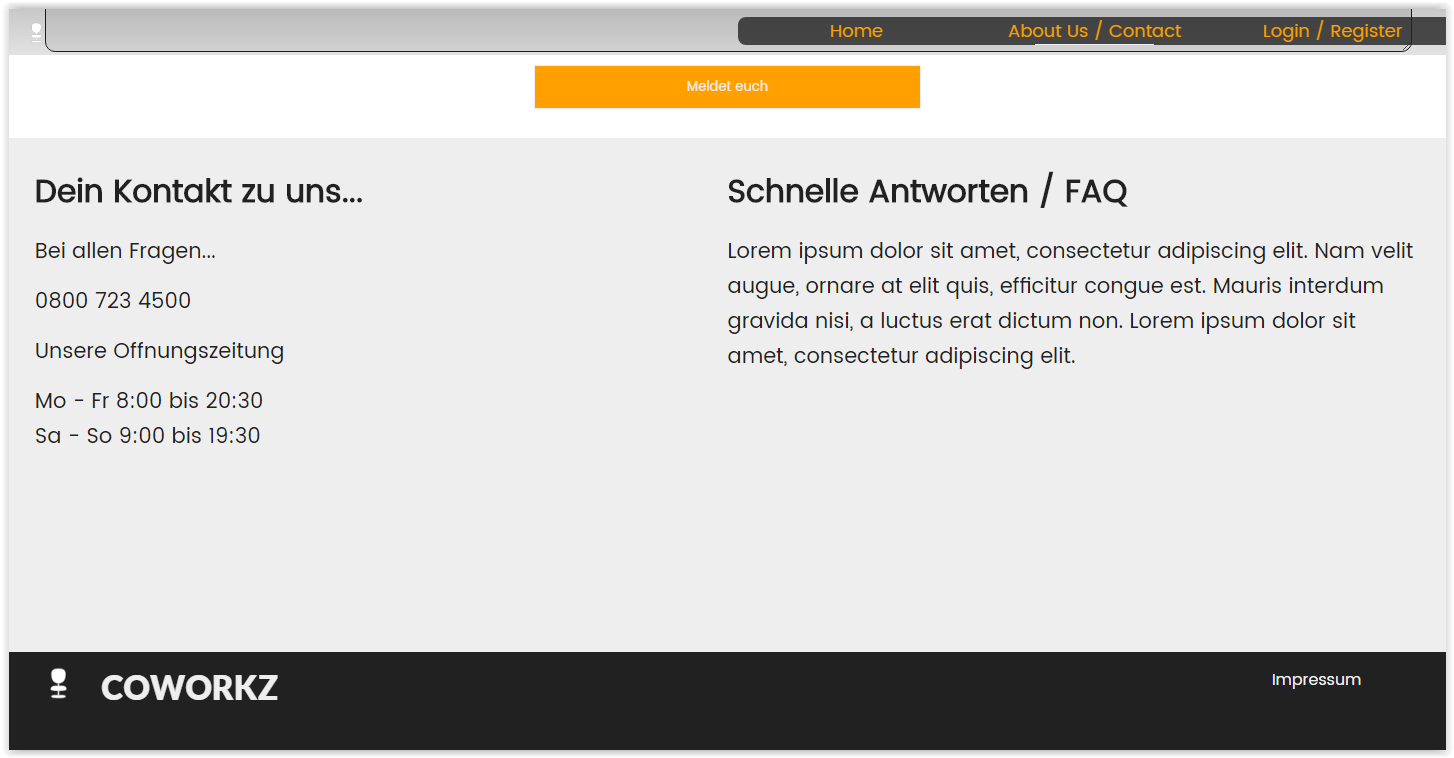 Home
About Us / Contact
Login / Register
Meldet euch
Dein Kontakt zu uns...
Bei allen Fragen...
0800 723 4500
Unsere Offnungszeitung
Mo - Fr 8:00 bis 20:30
Sa - So 9:00 bis 19:30
Schnelle Antworten / FAQ
Lorem ipsum dolor sit amet, consectetur adipiscing elit. Nam velit
augue, ornare at elit quis, efficitur congue est. Mauris interdum
gravida nisi, a luctus erat dictum non. Lorem ipsum dolor sit
amet, consectetur adipiscing elit.
COWORKZ
Impressum